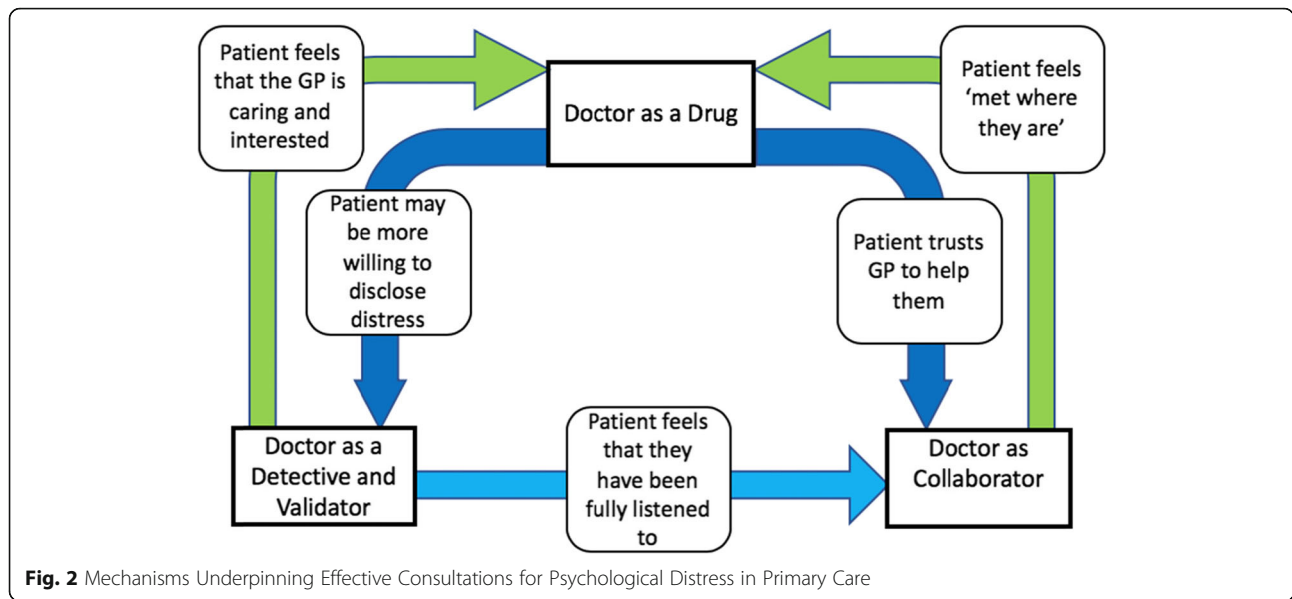 Patient feels
that the GP is
caring and
interested
Doctor as a Drug
Patient feels
‘met where
they are’
Patient may
be more
willing to
disclose
distress
Patient trusts
GP to help
them
Doctor as a
Detective and
Validator
Patient feels
that they
have been
fully listened
to
Doctor as
Collaborator
Fig. 2 Mechanisms Underpinning Effective Consultations for Psychological Distress in Primary Care